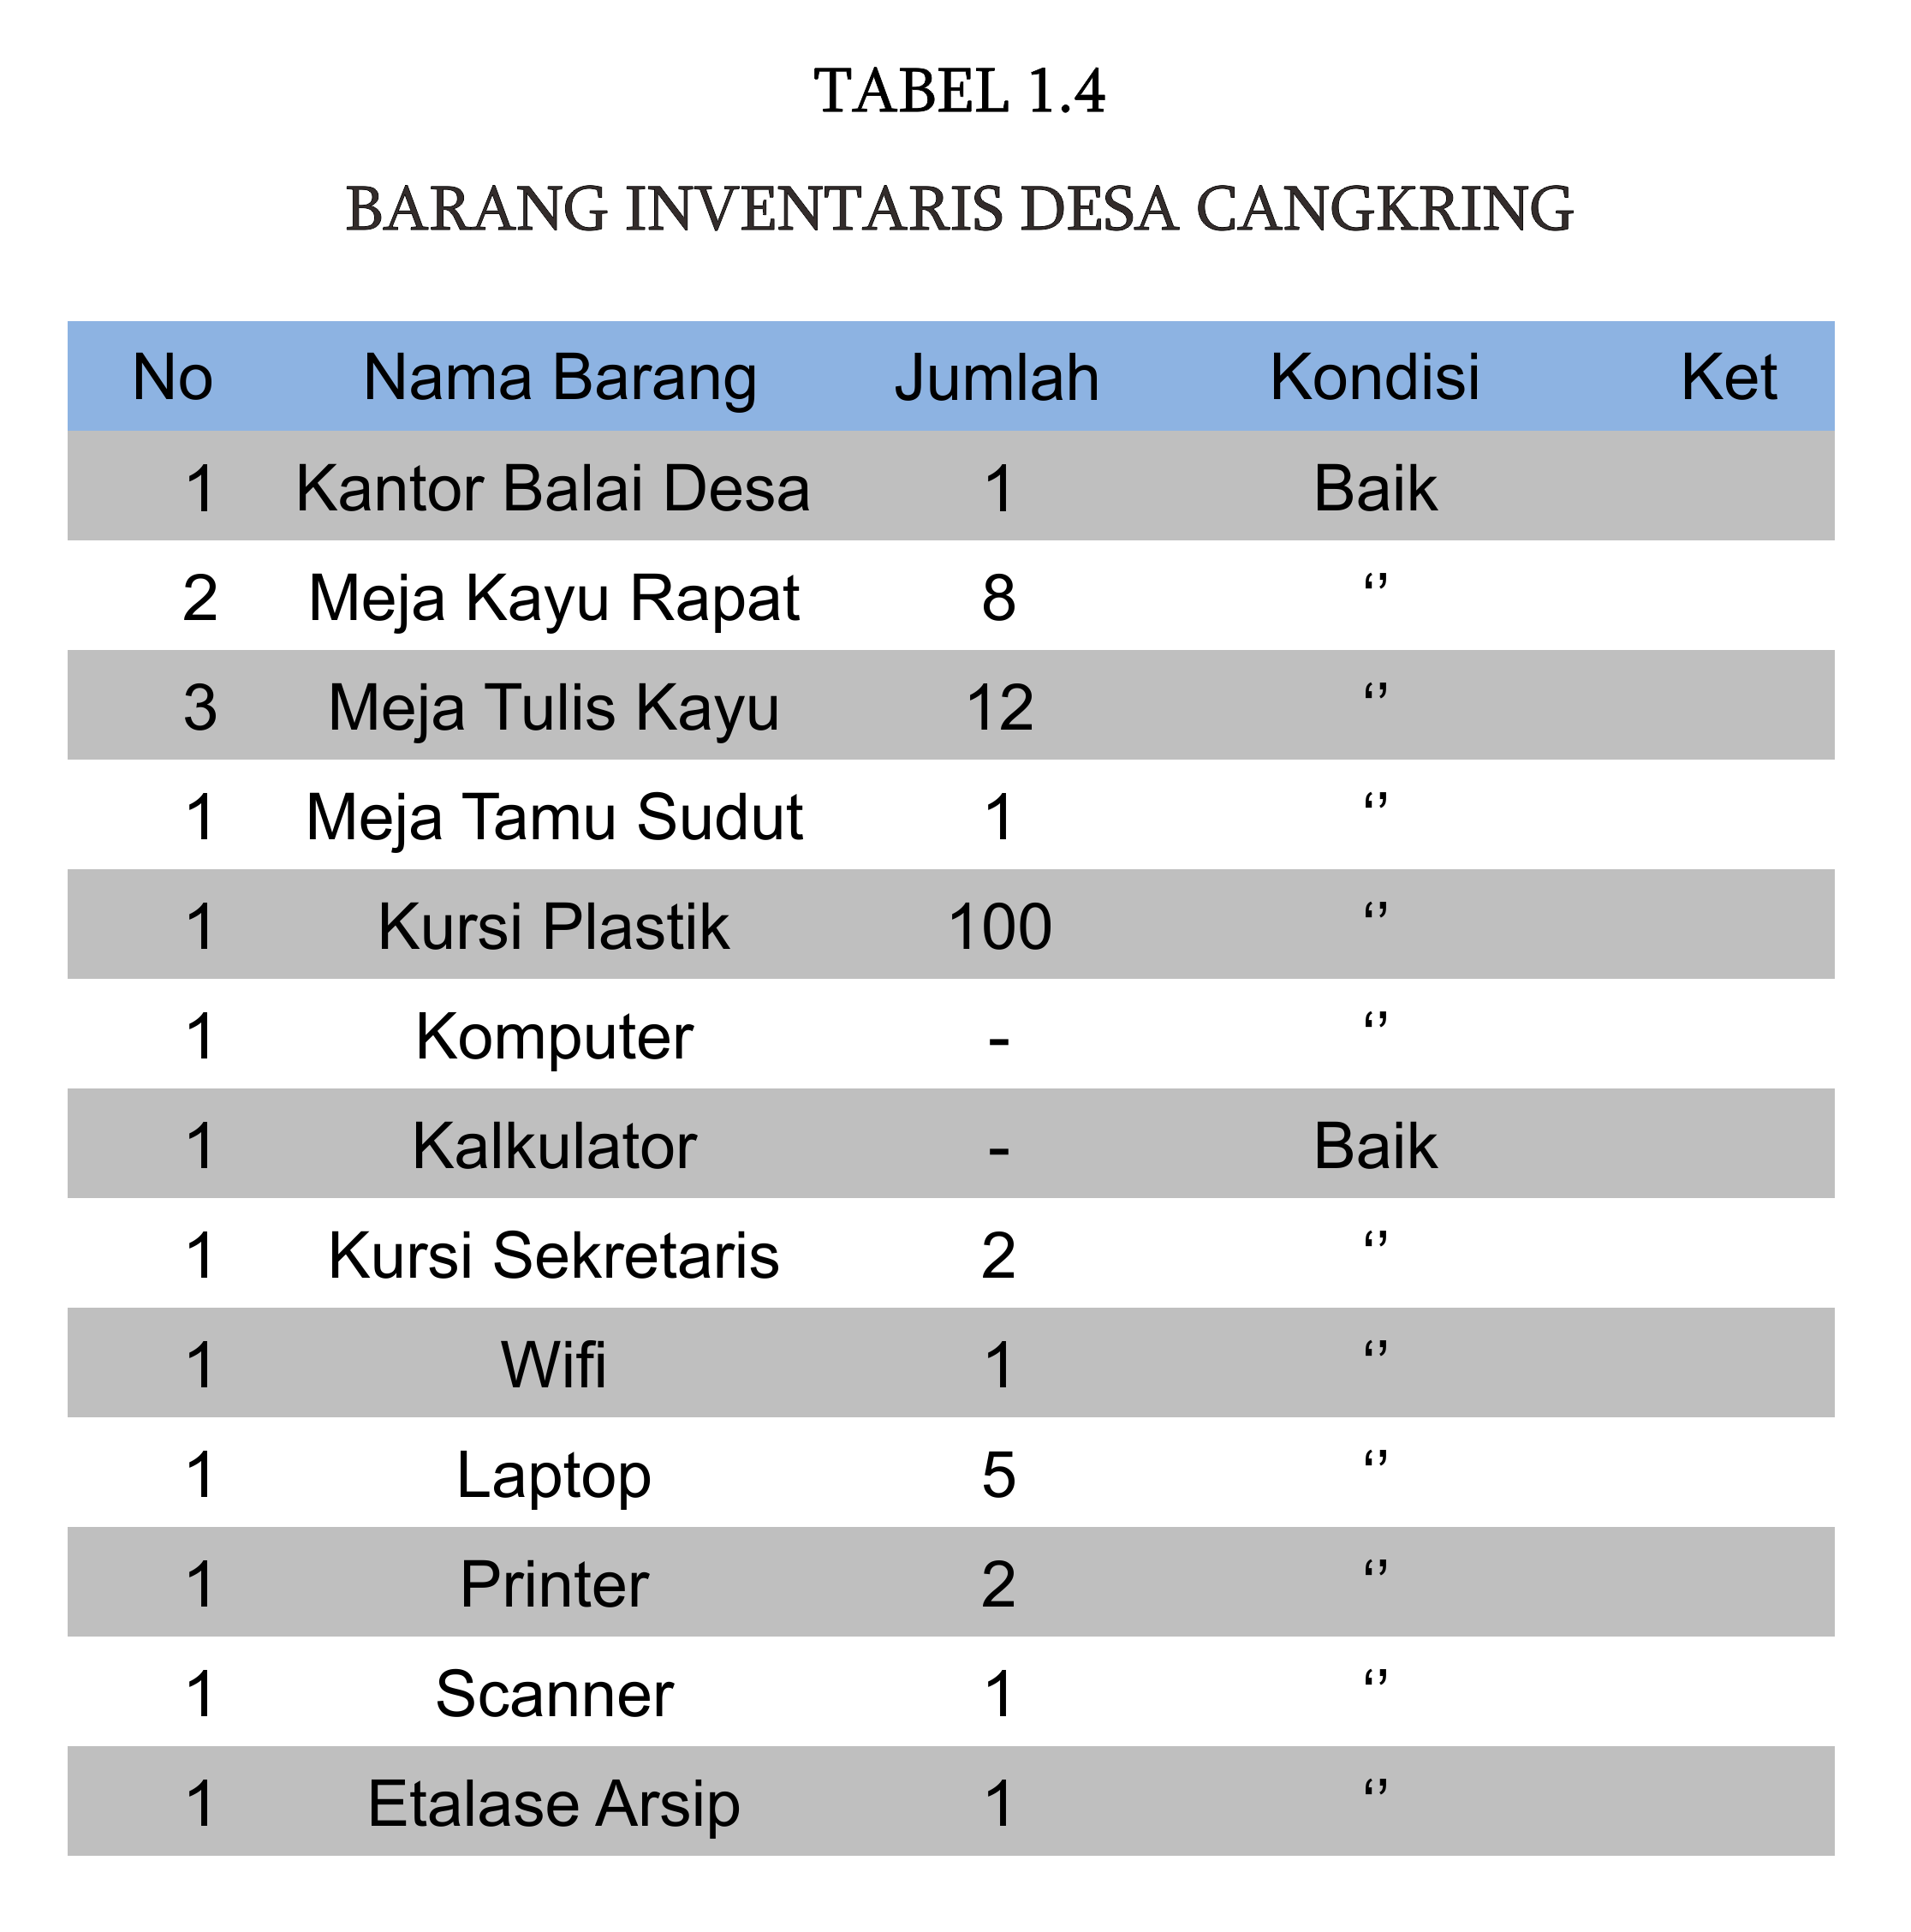 TABEL 1.4
BARANG INVENTARIS DESA CANGKRING
No Nama Barang Jumlah Kondisi Ket
1 Kantor Balai Desa 1 Baik
2 Meja Kayu Rapat 8 ‘’
3 Meja Tulis Kayu 12 ‘’
1 Meja Tamu Sudut 1 ‘’
1 Kursi Plastik 100 ‘’
1 Komputer - ‘’
1 Kalkulator - Baik
1 Kursi Sekretaris 2 ‘’
1 Wifi 1 ‘’
1 Laptop 5 ‘’
1 Printer 2 ‘’
1 Scanner 1 ‘’
1 Etalase Arsip 1 ‘’